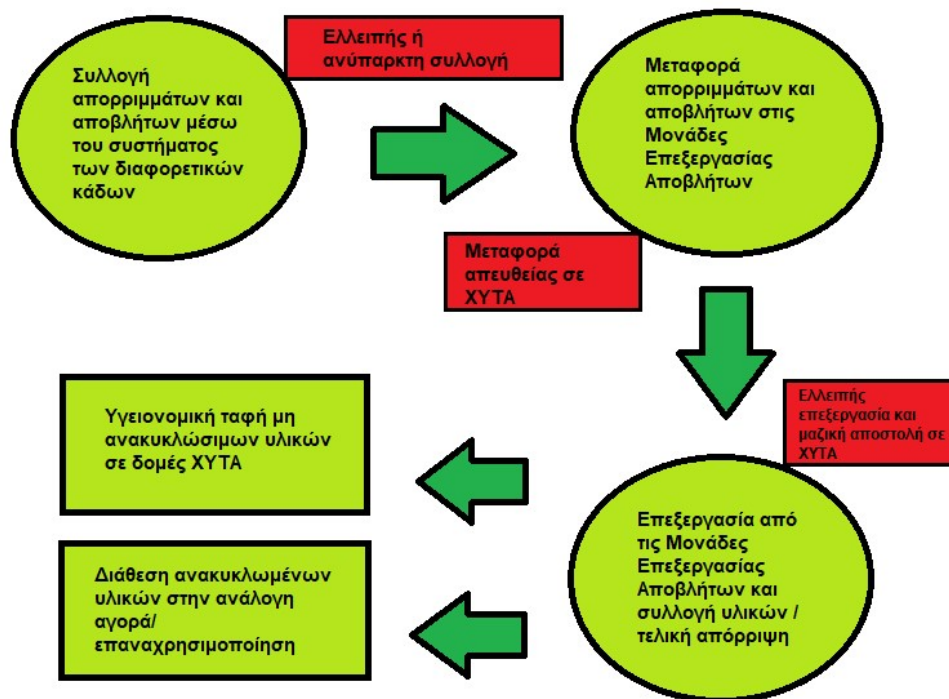 Συλλογή
απορριμμάτων και
αποβλήτων μέσω
του συστήματος
των διαφορετικών
κάδων
Ελλειπής ή
ανύπαρκτη συλλογή
Μεταφορά
απορριμμάτων και
αποβλήτων στις
Μονάδες
Επεξεργασίας
Αποβλήτων
Μεταφορά
απευθείας σε
ΧΥΤΑ
Ελλειπής
επεξεργασία και
μαζική αποστολή σε
ΧΥΤΑ
Επεξεργασία από
τις Μονάδες
Επεξεργασίας
Αποβλήτων και
συλλογή υλικών /
τελική απόρριψη
Υγειονομική ταφή μη
ανακυκλώσιμων υλικών
σε δομές ΧΥΤΑ
Διάθεση ανακυκλωμένων
υλικών στην ανάλογη
αγορά/
επαναχρησιμοποίηση